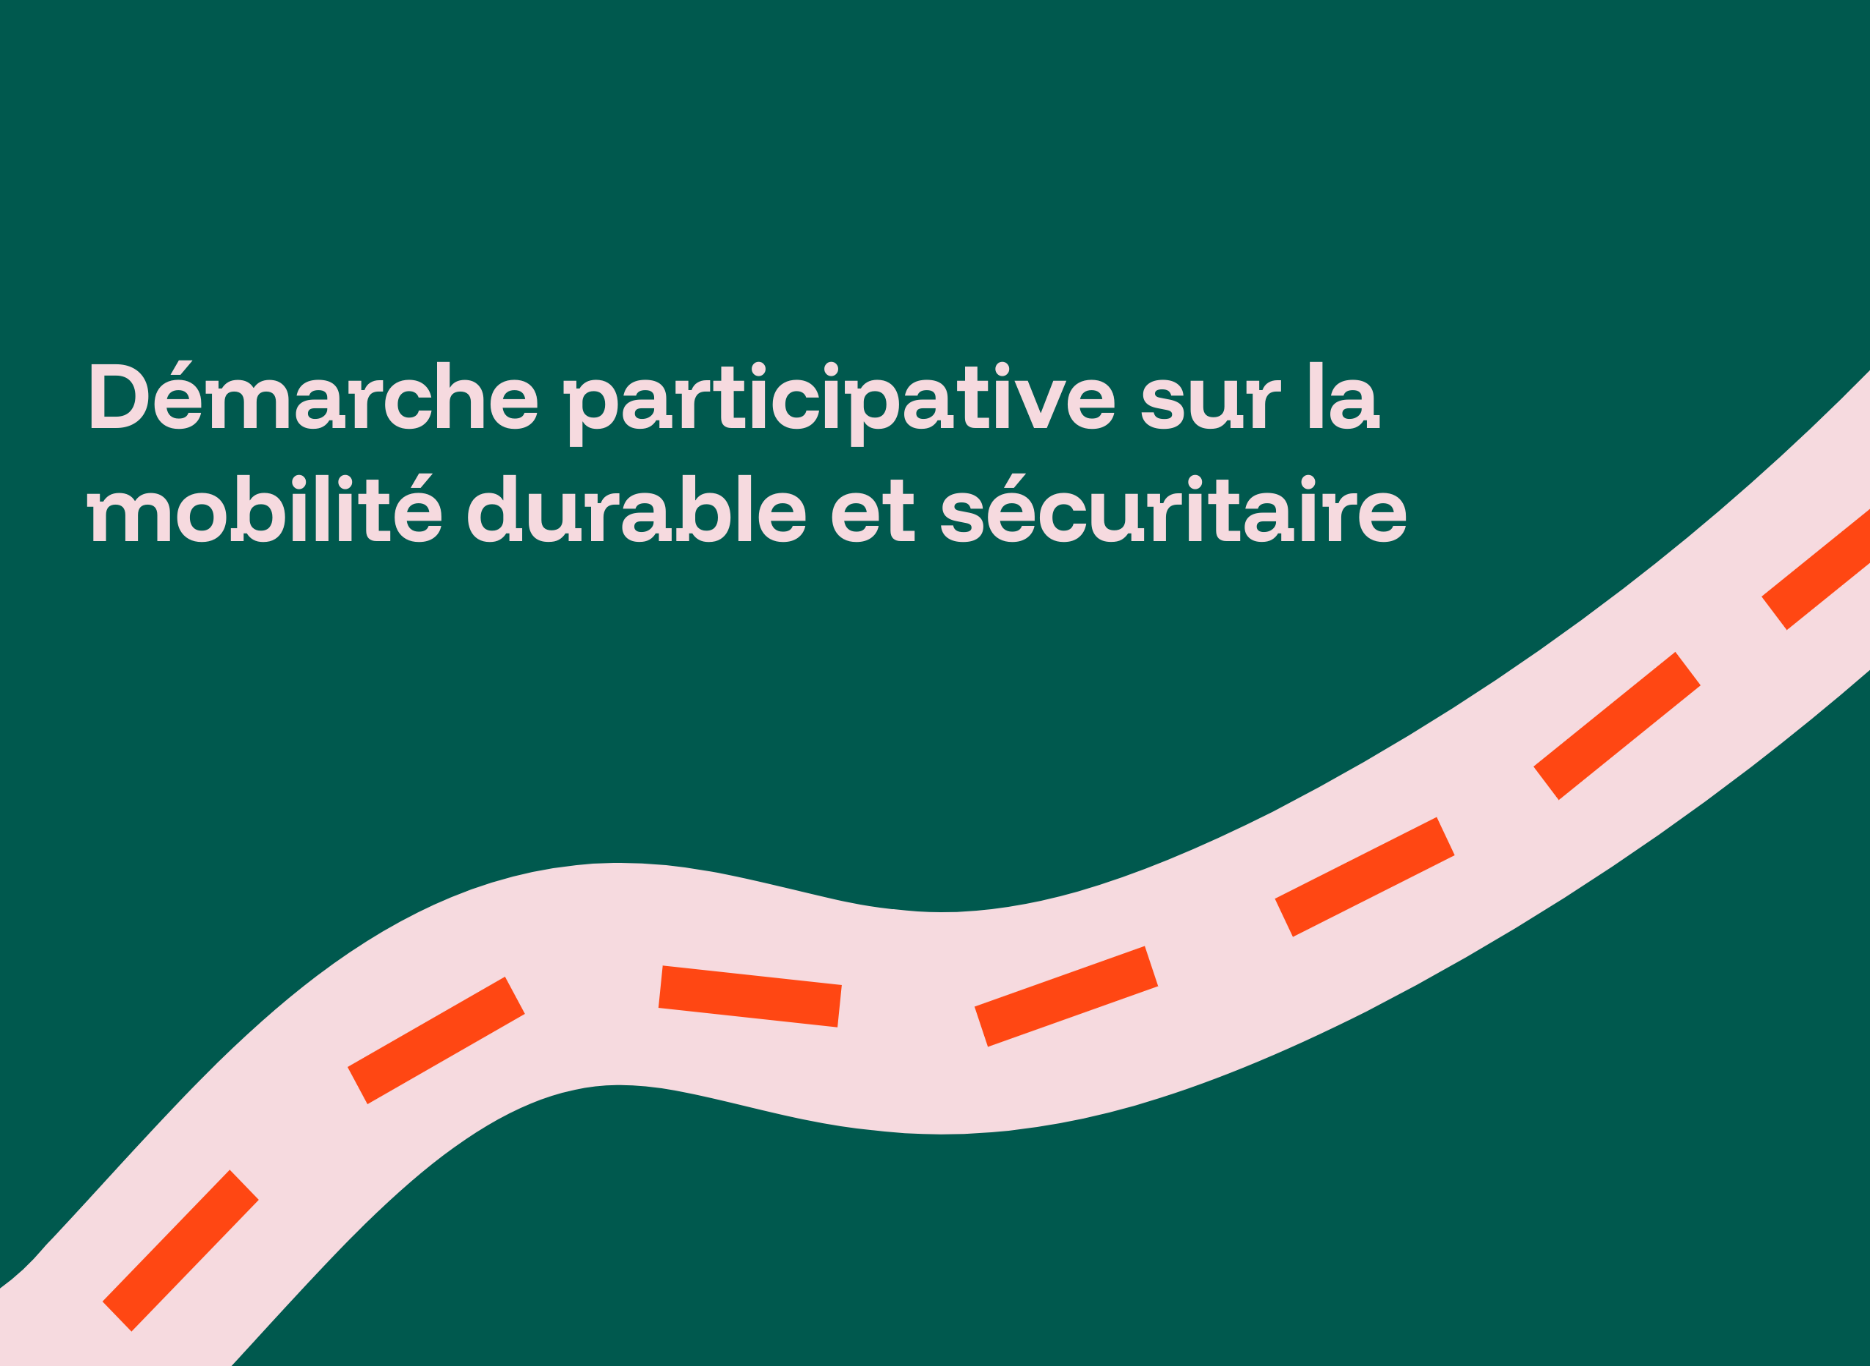 Démarche participative sur la
mobilité durable et sécuritaire